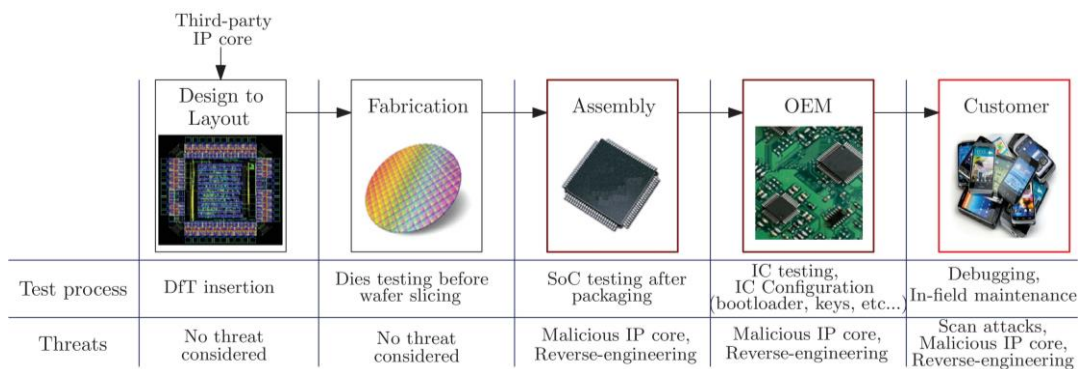 Third-party
IP core
Design to
Layout
Fabrication
Assembly
OEM
Customer
Test process
DfT insertion
Dies testing before
wafer slicing
SoC testing after
packaging
IC testing,
IC Configuration
(bootloader, keys, etc...)
Debugging,
In-field maintenance
Threats
No threat
considered
No threat
considered
Malicious IP core,
Reverse-engineering
Malicious IP core,
Reverse-engineering
Scan attacks,
Malicious IP core,
Reverse-engineering